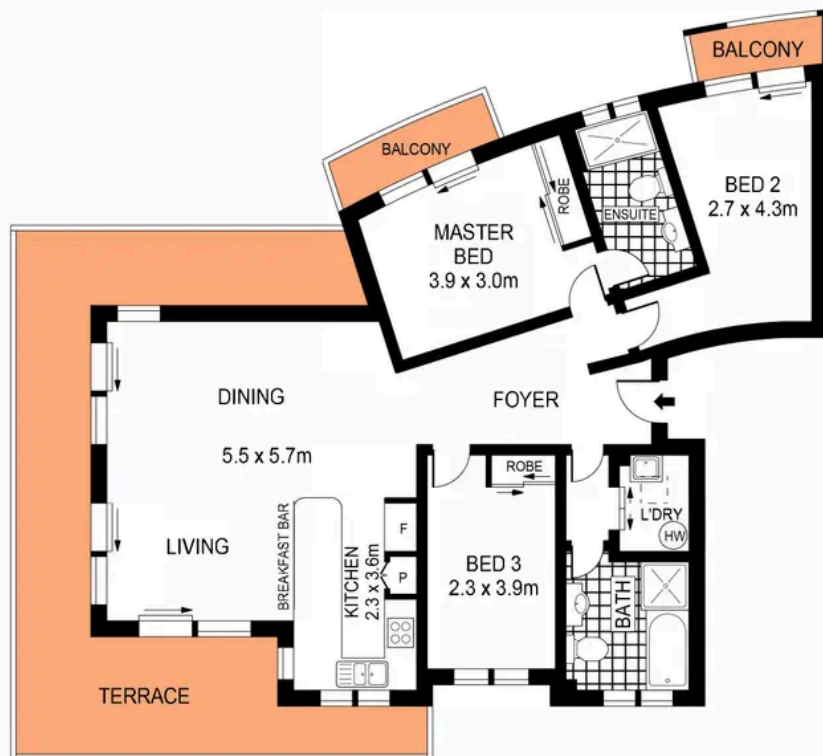 BALCONY
BALCONY
BED 2
2.7 x 4.3m
ROBE
ENSUITE
MASTER
BED
3.9 x 3.0m
DINING
FOYER
5.5 x 5.7m
ROBE
LIVING
BREAKFAST BAR
KITCHEN
2.3 x 3.6m
F
P
BED 3
2.3 x 3.9m
L'DRY
HW
BATH
TERRACE